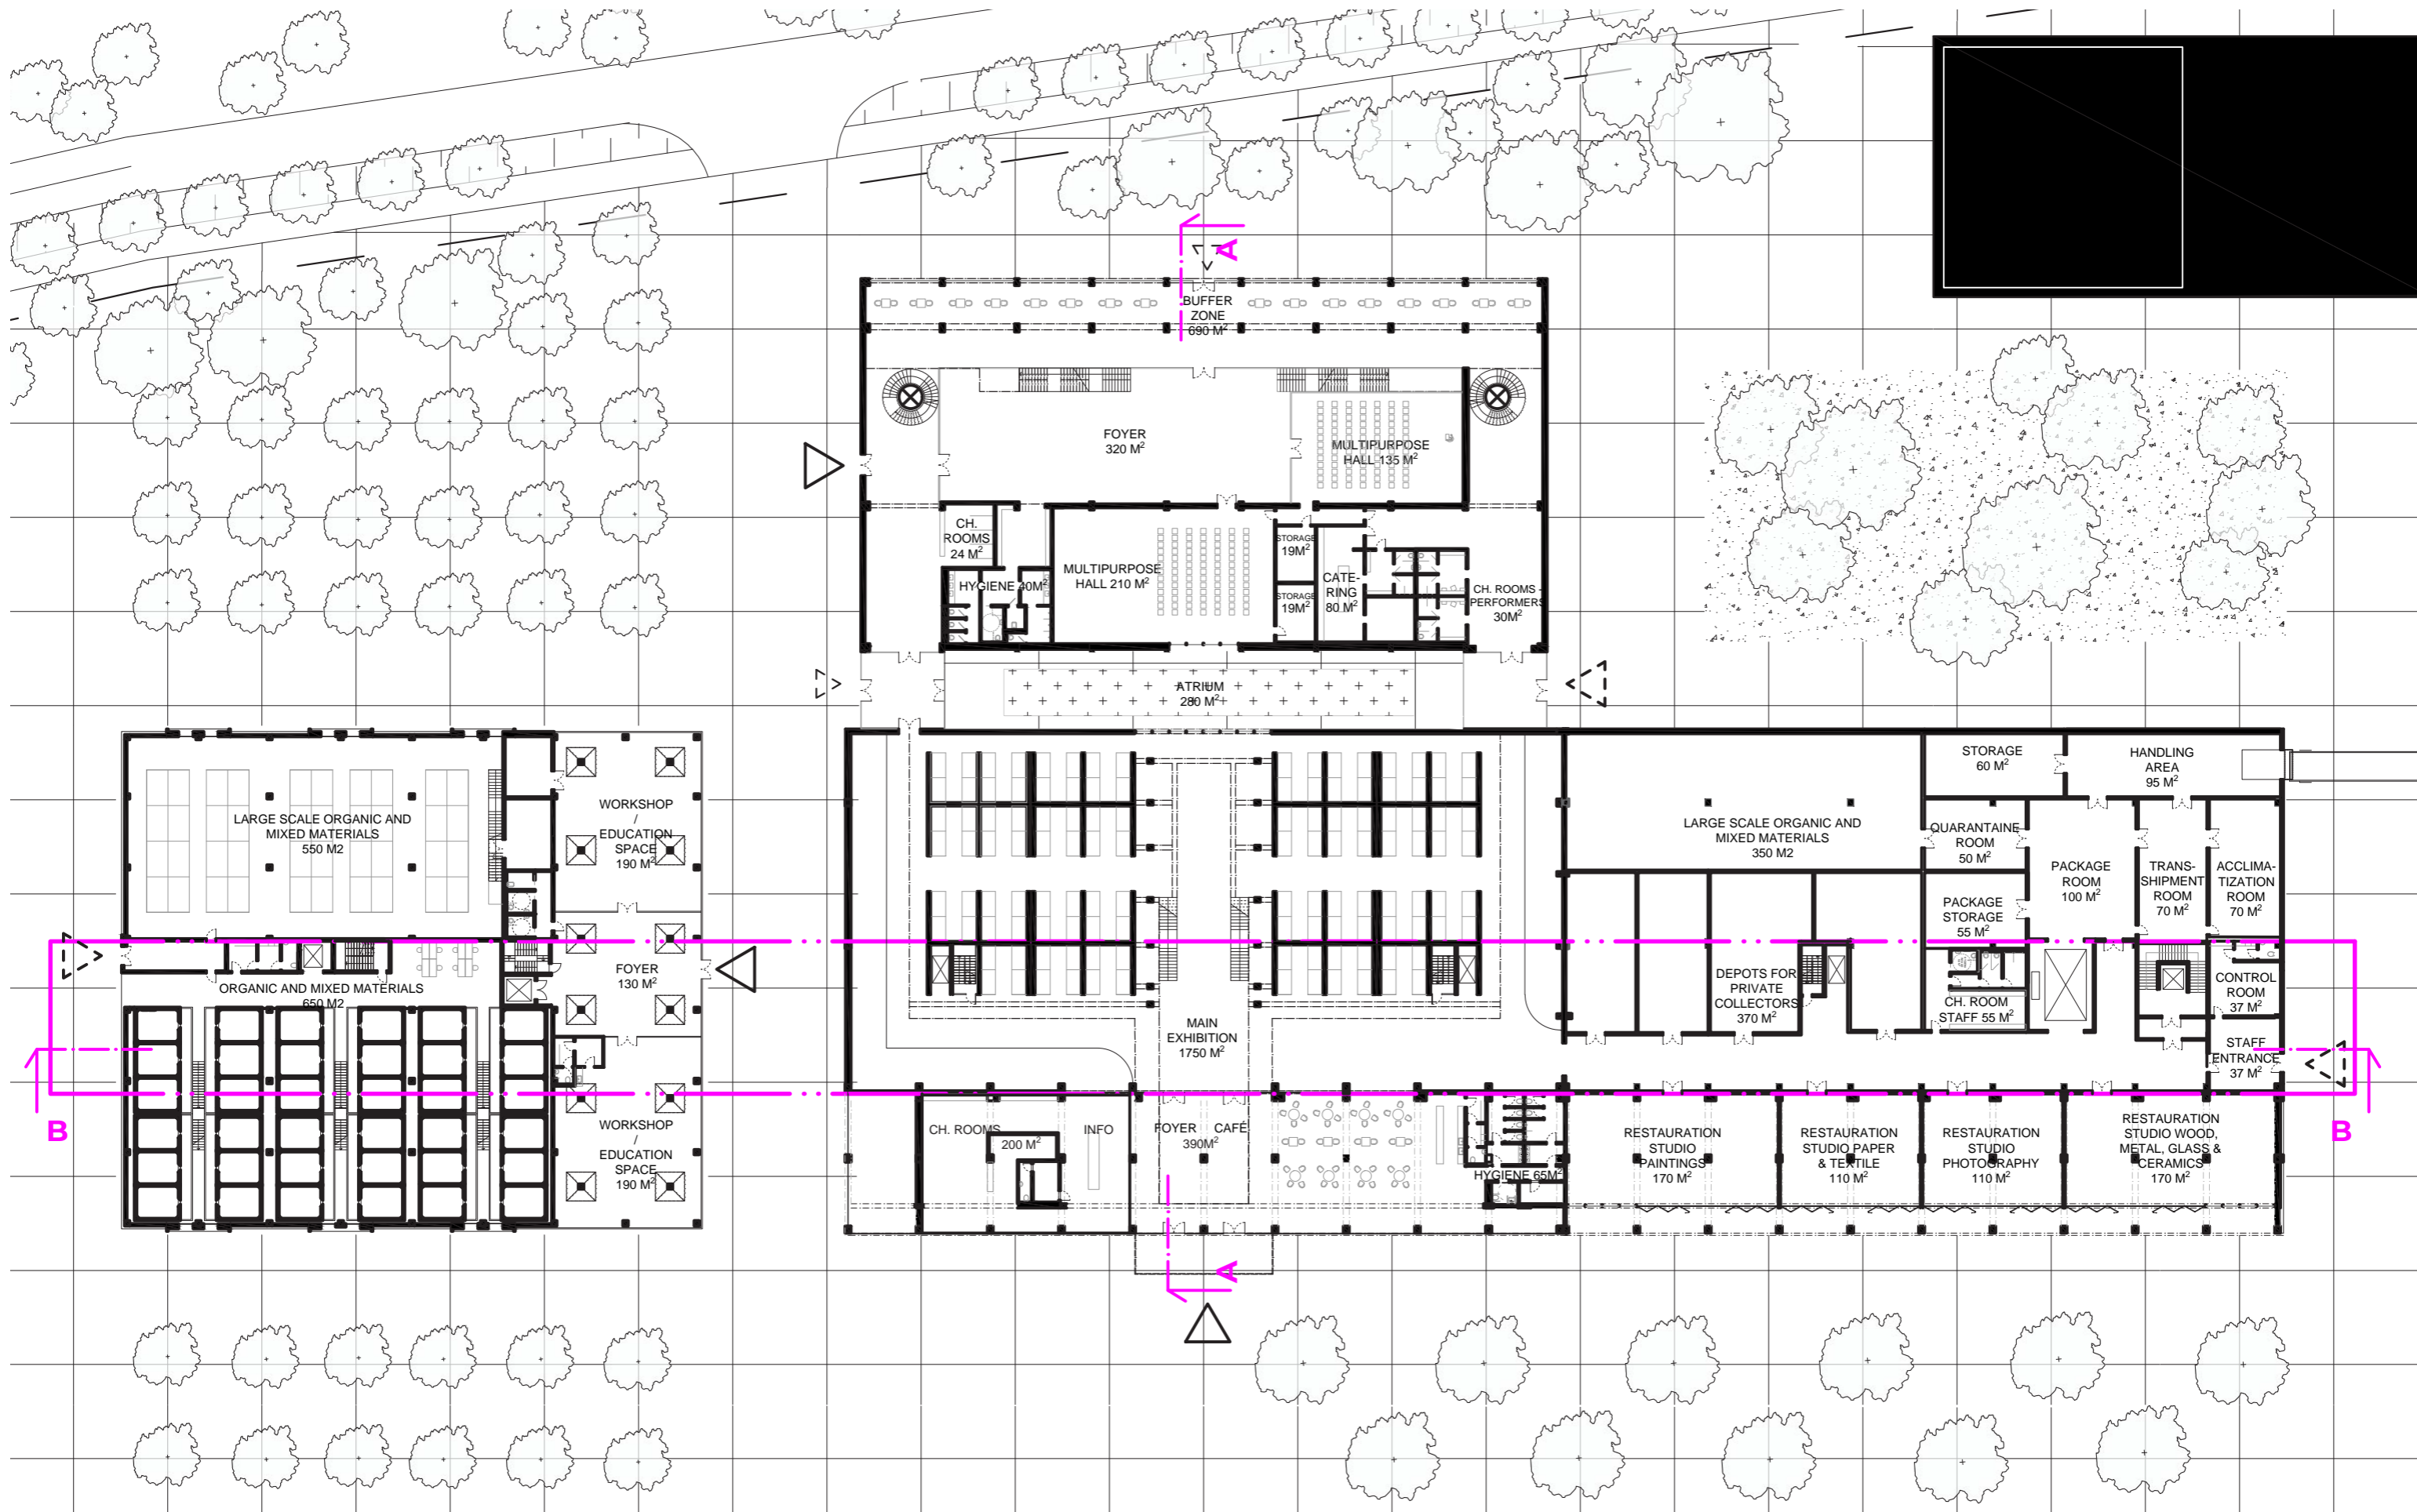 A
BUFFER
ZONE
690 M²
FOYER
320 M²
MULTIPURPOSE
HALL 135 M²
CH.
ROOMS
24 M²
HYGIENE 40M²
MULTIPURPOSE
HALL 210 M²
STORAGE
19M²
STORAGE
19M²
CATE-
RING
80 M²
CH. ROOMS -
PERFORMERS
30M²
ATRIUM
280 M²
LARGE SCALE ORGANIC AND
MIXED MATERIALS
550 M2
WORKSHOP
/
EDUCATION
SPACE
190 M²
FOYER
130 M²
ORGANIC AND MIXED MATERIALS
650 M2
WORKSHOP
/
EDUCATION
SPACE
190 M²
B
MAIN
EXHIBITION
1750 M²
CH. ROOMS
200 M²
INFO
FOYER CAFÉ
390M²
HYGIENE 65M²
A
LARGE SCALE ORGANIC AND
MIXED MATERIALS
350 M2
STORAGE
60 M²
HANDLING
AREA
95 M²
QUARANTAINE
ROOM
50 M²
PACKAGE
ROOM
100 M²
TRANS-
SHIPMENT
ROOM
70 M²
ACCLIMA-
TIZATION
ROOM
70 M²
PACKAGE
STORAGE
55 M²
DEPOTS FOR
PRIVATE
COLLECTORS
370 M²
CH. ROOM
STAFF 55 M²
CONTROL
ROOM
37 M²
STAFF
ENTRANCE
37 M²
RESTAURATION
STUDIO
PAINTINGS
170 M²
RESTAURATION
STUDIO PAPER
& TEXTILE
110 M²
RESTAURATION
STUDIO
PHOTOGRAPHY
110 M²
RESTAURATION
STUDIO WOOD,
METAL, GLASS &
CERAMICS
170 M²
B